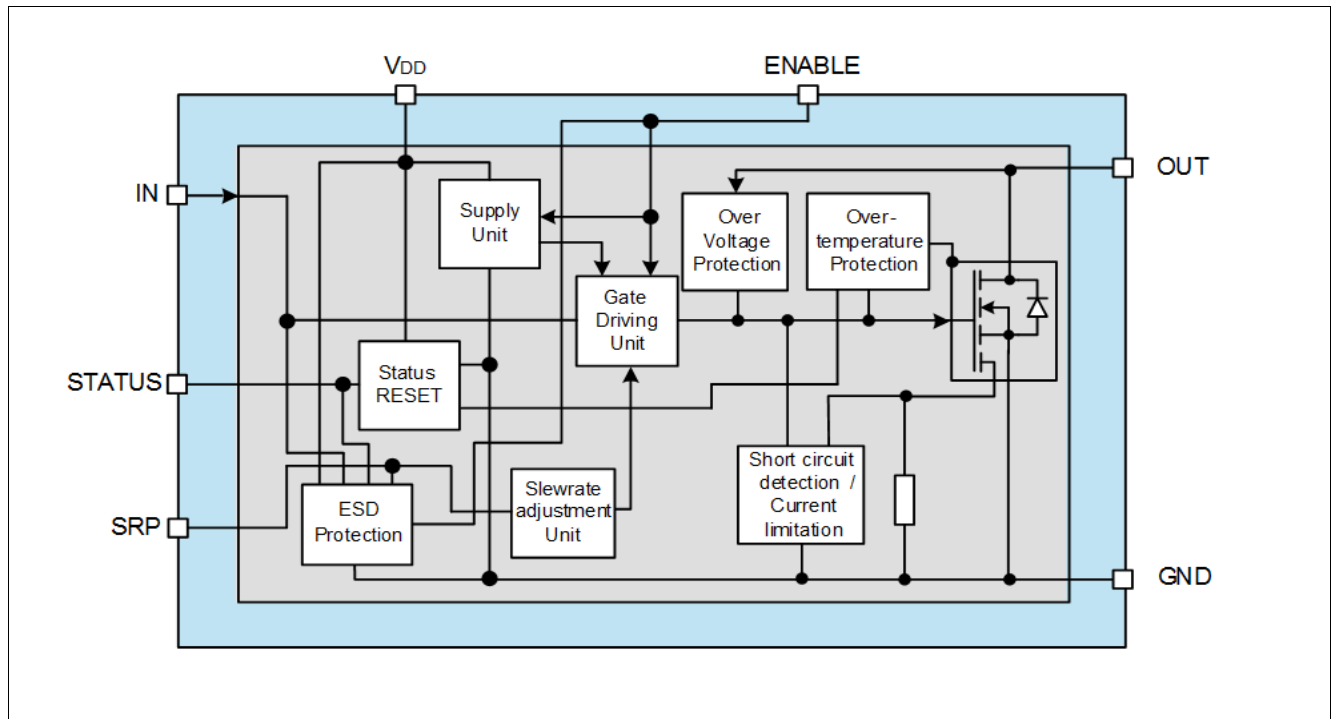 VDD
ENABLE
IN
OUT
Supply
Unit
Over
Voltage
Protection
Over-
temperature
Protection
Gate
Driving
Unit
STATUS
Status
RESET
Short circuit
detection /
Current
limitation
Slewrate
adjustment
Unit
ESD
Protection
SRP
GND